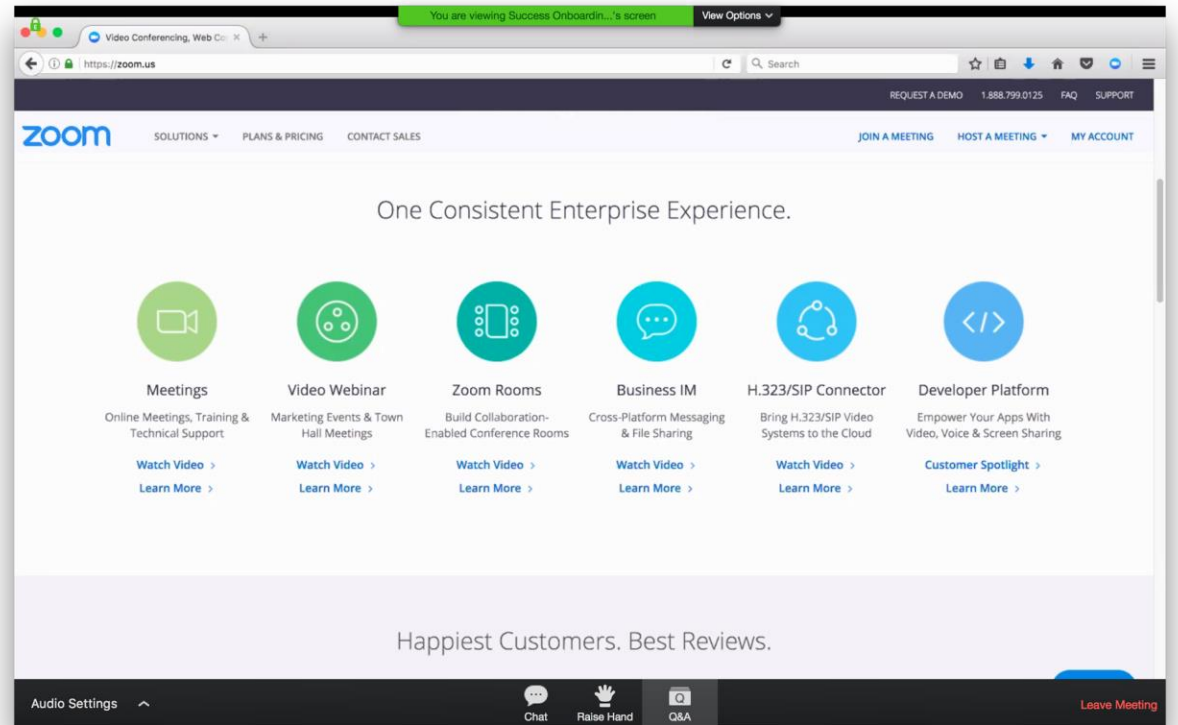 You are viewing Success Onboardin...'s screen View Options
Video Conferencing, Web Co
https://zoom.us Search
REQUEST A DEMO 1.888.799.0125 FAQ SUPPORT
zoom SOLUTIONS PLANS & PRICING CONTACT SALES JOIN A MEETING HOST A MEETING MY ACCOUNT
One Consistent Enterprise Experience.
Meetings
Online Meetings, Training &
Technical Support
Watch Video >
Learn More >
Video Webinar
Marketing Events & Town
Hall Meetings
Watch Video >
Learn More >
Zoom Rooms
Build Collaboration-
Enabled Conference Rooms
Watch Video >
Learn More >
Business IM
Cross-Platform Messaging
& File Sharing
Watch Video >
Learn More >
H.323/SIP Connector
Bring H.323/SIP Video
Systems to the Cloud
Watch Video >
Learn More >
Developer Platform
Empower Your Apps With
Video, Voice & Screen Sharing
Customer Spotlight >
Learn More >
Happiest Customers. Best Reviews.
Audio Settings Chat Raise Hand Q Q&A Leave Meeting